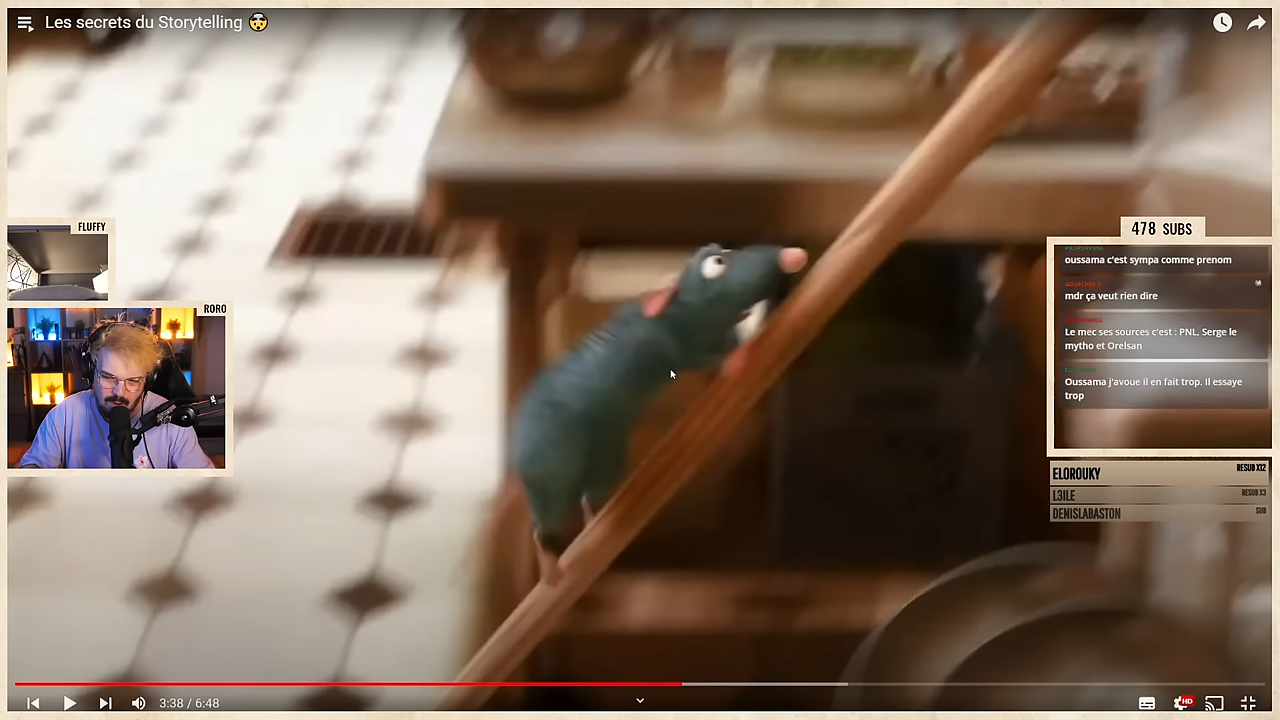 Les secrets du Storytelling 🤯
FLUFFY
RORO
478 SUBS
oussama c'est sympa comme prenom
mdr ça veut rien dire
Le mec ses sources c'est : PNL, Serge le
mytho et Orelsan
Oussama j'avoue il en fait trop. Il essaye
trop
ELOROUKY RESUB X12
L3ILE RESUB X3
DENISLABASTON SUB
3:38 / 6:48
HD